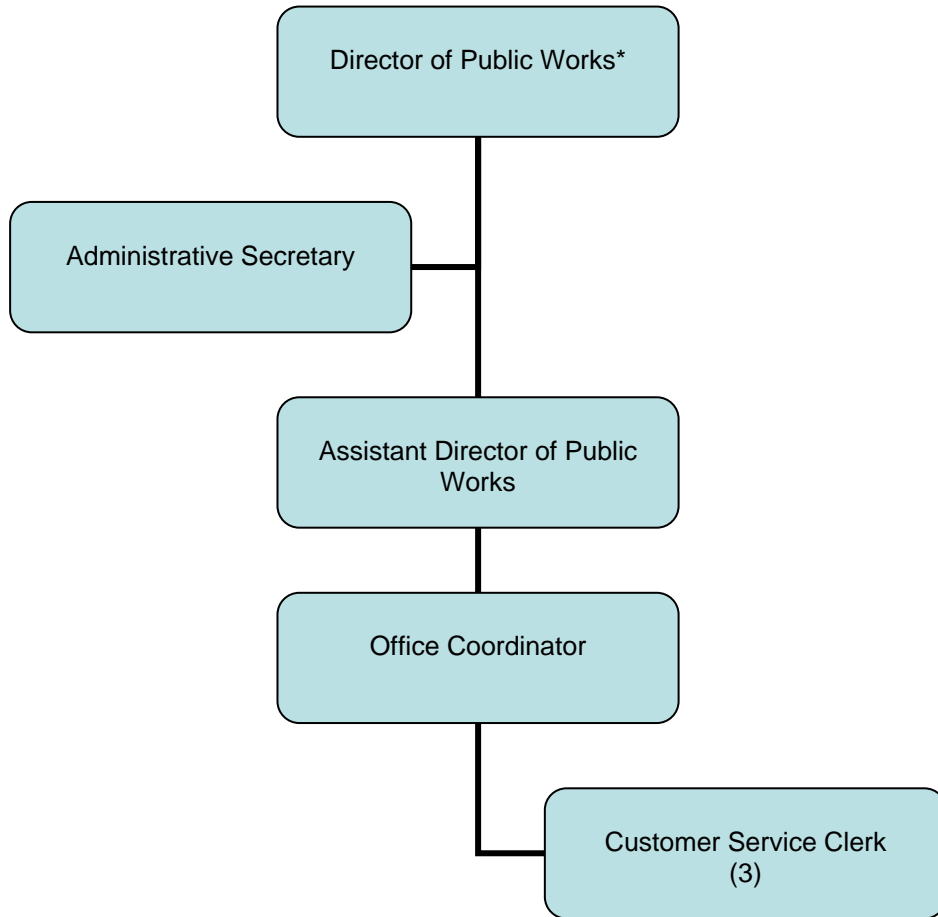 Director of Public Works*
Administrative Secretary
Assistant Director of Public
Works
Office Coordinator
Customer Service Clerk
(3)